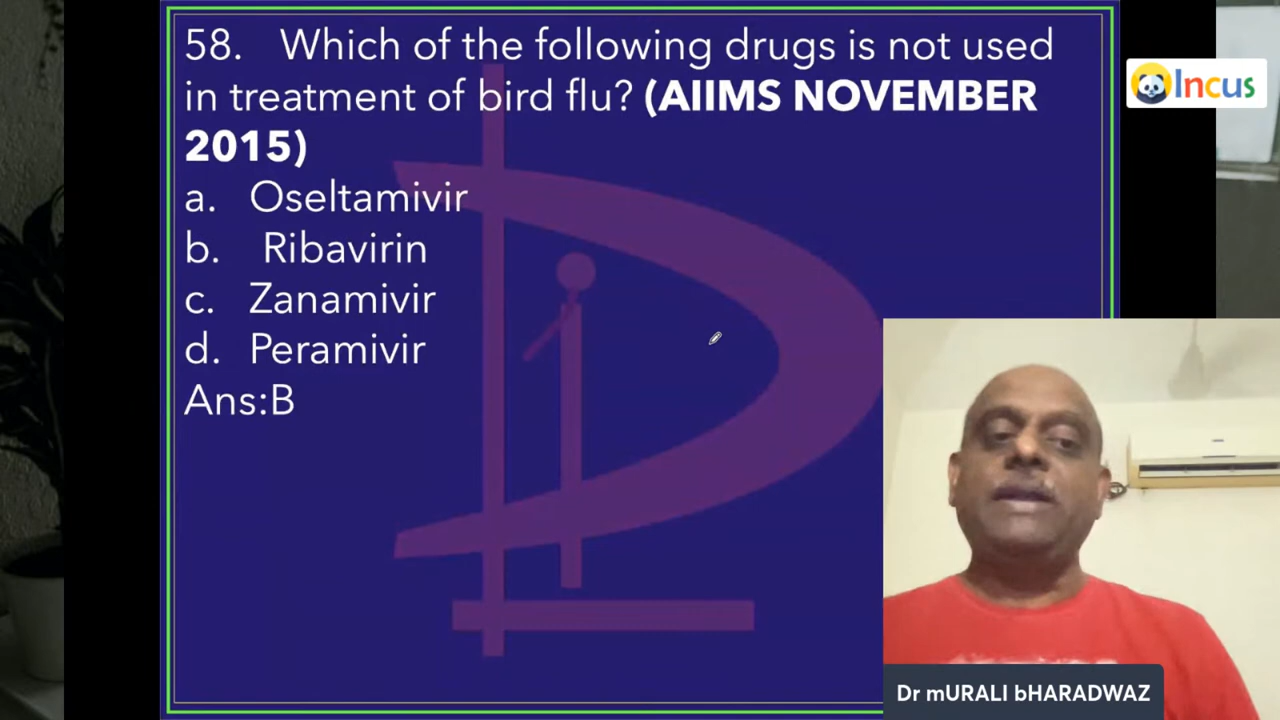 58. Which of the following drugs is not used
in treatment of bird flu? (AIIMS NOVEMBER
2015)
a. Oseltamivir
b. Ribavirin
c. Zanamivir
d. Peramivir
Ans:B
Incus
Dr mURALI bHARADWAZ